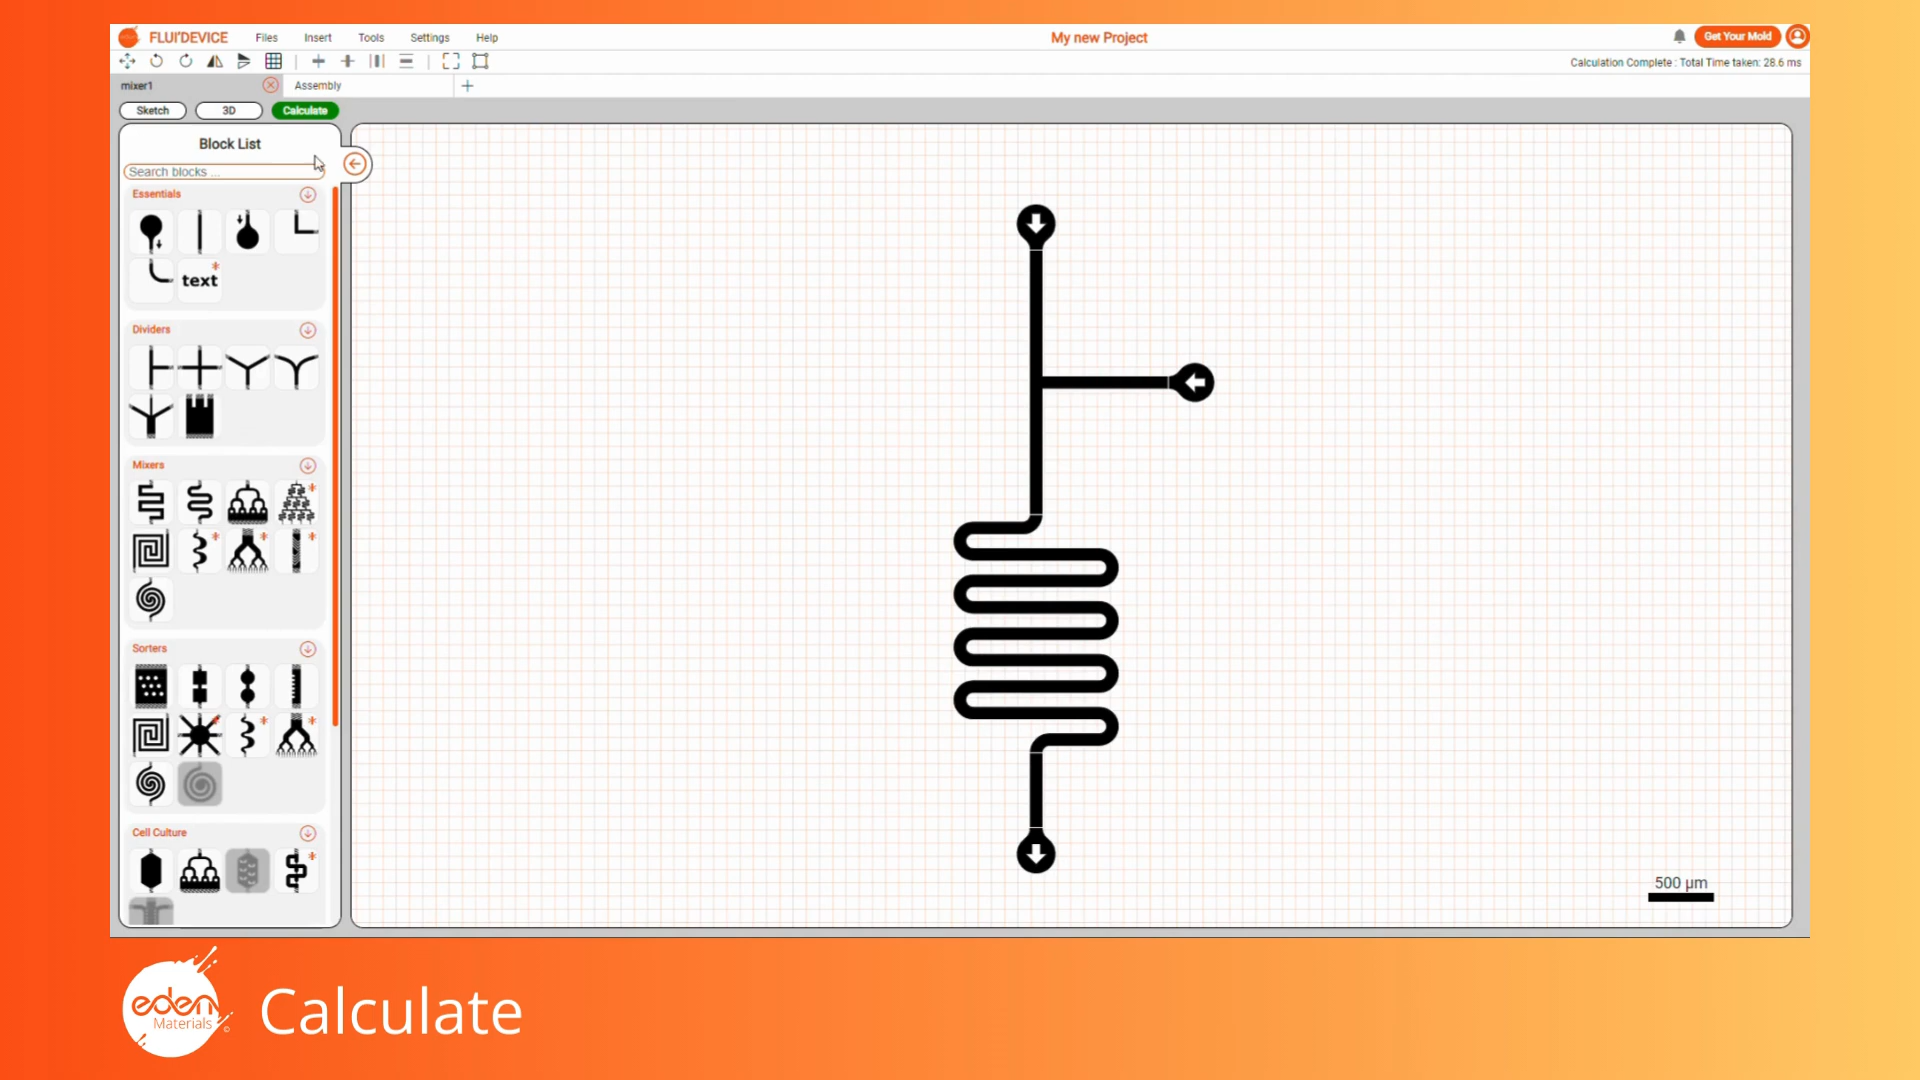 FLUI'DEVICE
Files
Insert
Tools
Settings
Help
My new Project
Get Your Mold
Calculation Complete : Total Time taken: 28.6 ms
mixer1
Assembly
Sketch
3D
Calculate
Block List
Search blocks ...
Essentials
text
Dividers
Mixers
Sorters
Cell Culture
500 μm
eden
Materials
Calculate